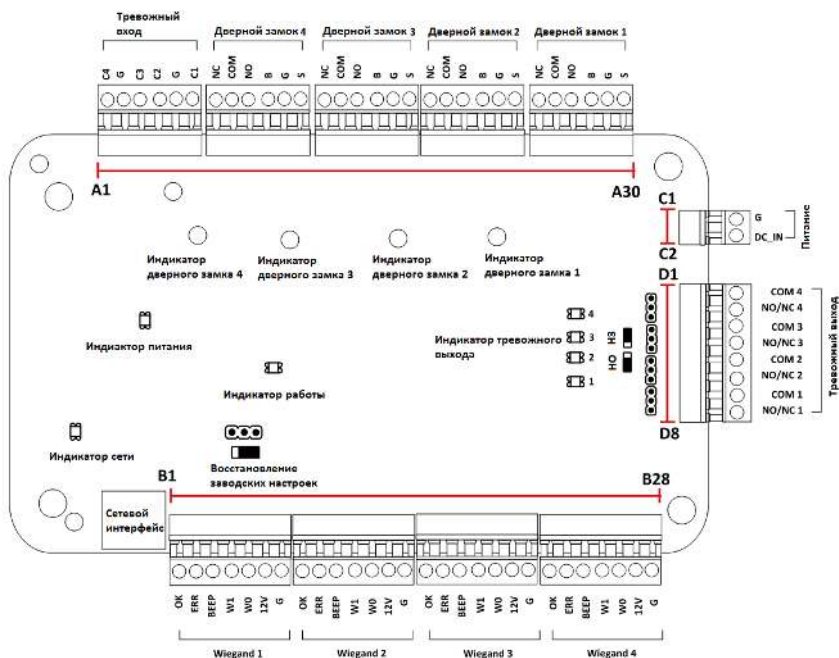 Тревожный
вход
Дверной замок 4
Дверной замок 3
Дверной замок 2
Дверной замок 1
C4 G C3 C2 G C1
NC COM NO B G S
NC COM NO B G S
NC COM NO B G S
NC COM NO B G S
A1
A30
C1
G
DC_IN
Питание
C2
Индикатор
дверного замка 4
Индикатор
дверного замка 3
Индикатор
дверного замка 2
Индикатор
дверного замка 1
D1
COM 4
NO/NC 4
COM 3
NO/NC 3
COM 2
NO/NC 2
COM 1
NO/NC 1
Тревожный выход
4
3
2
1
НЗ
НО
Индикатор тревожного
выхода
Индиактор питания
Индикатор работы
D8
Индикатор сети
Восстановление
заводских настроек
B1
B28
Сетевой
интерфейс
OK ERR BEEP W1 W0 12V G
OK ERR BEEP W1 W0 12V G
OK ERR BEEP W1 W0 12V G
OK ERR BEEP W1 W0 12V G
Wiegand 1
Wiegand 2
Wiegand 3
Wiegand 4